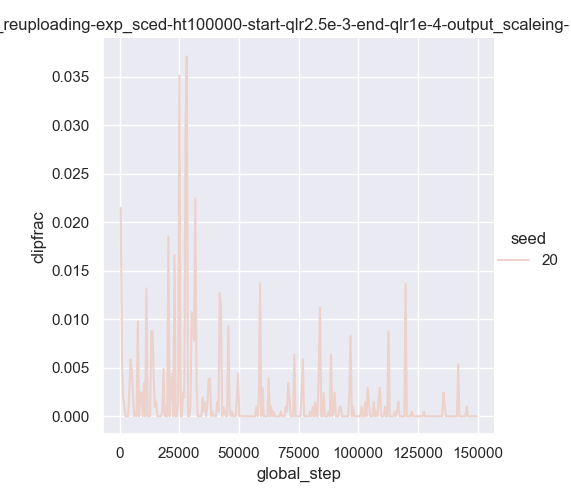 _reuploading-exp_sced-ht100000-start-qlr2.5e-3-end-qlr1e-4-output_scaleing-
0.035
0.030
0.025
0.020
0.015
0.010
0.005
0.000
clipfrac
0 25000 50000 75000 100000 125000 150000
global_step
seed
20